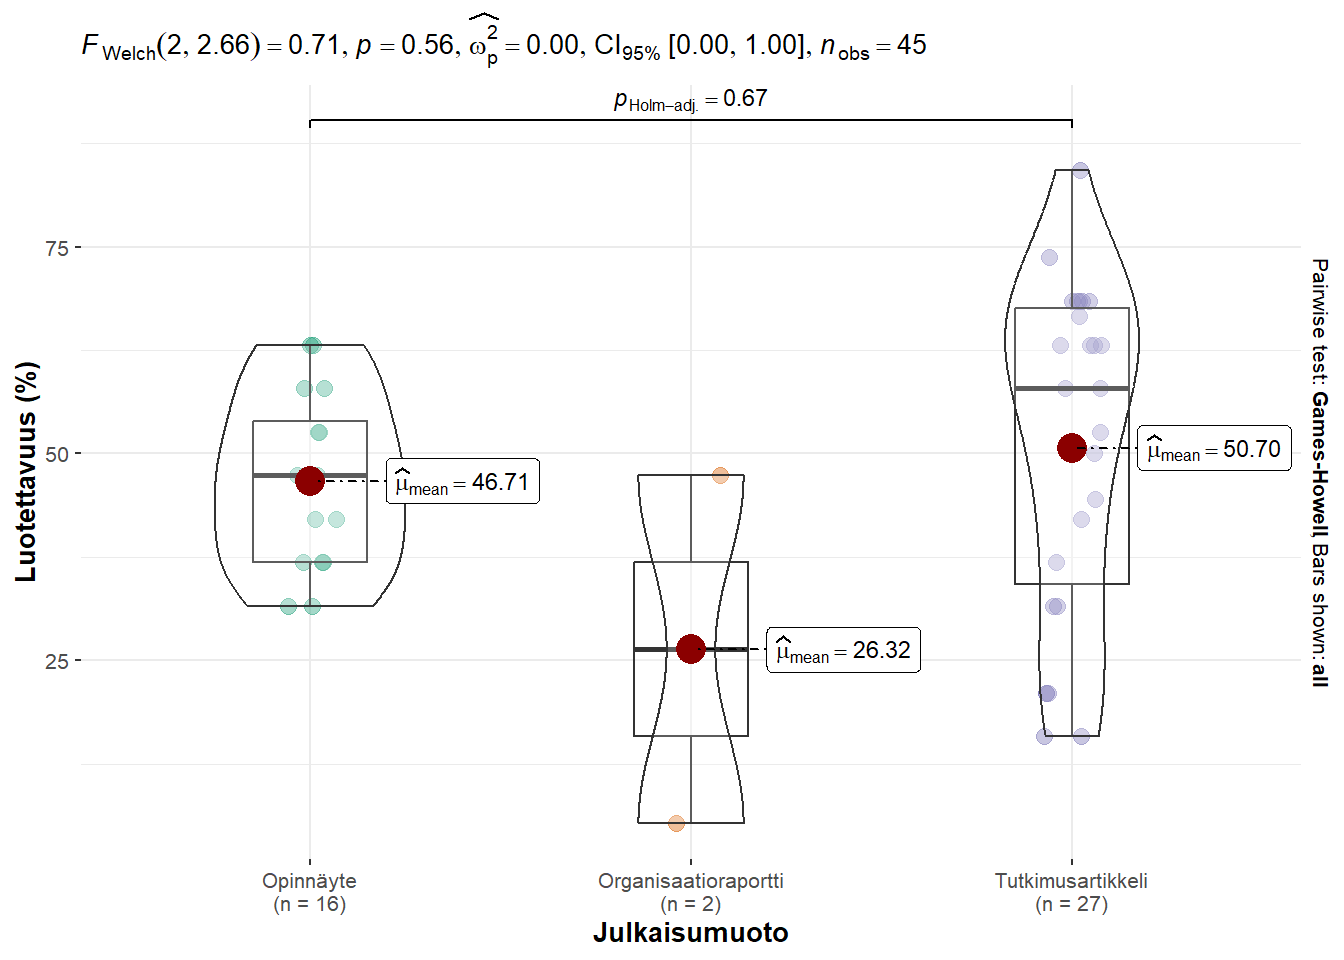 F Welch(2, 2.66) = 0.71, p = 0.56, ω̂²p = 0.00, CI95% [0.00, 1.00], nobs = 45
pHolm−adj. = 0.67
75
50
25
Luotettavuus (%)
μ̂mean = 46.71
μ̂mean = 26.32
μ̂mean = 50.70
Pairwise test: Games-Howell, Bars shown: all
Opinnäyte
(n = 16)
Organisaatioraportti
(n = 2)
Tutkimusartikkeli
(n = 27)
Julkaisumuoto